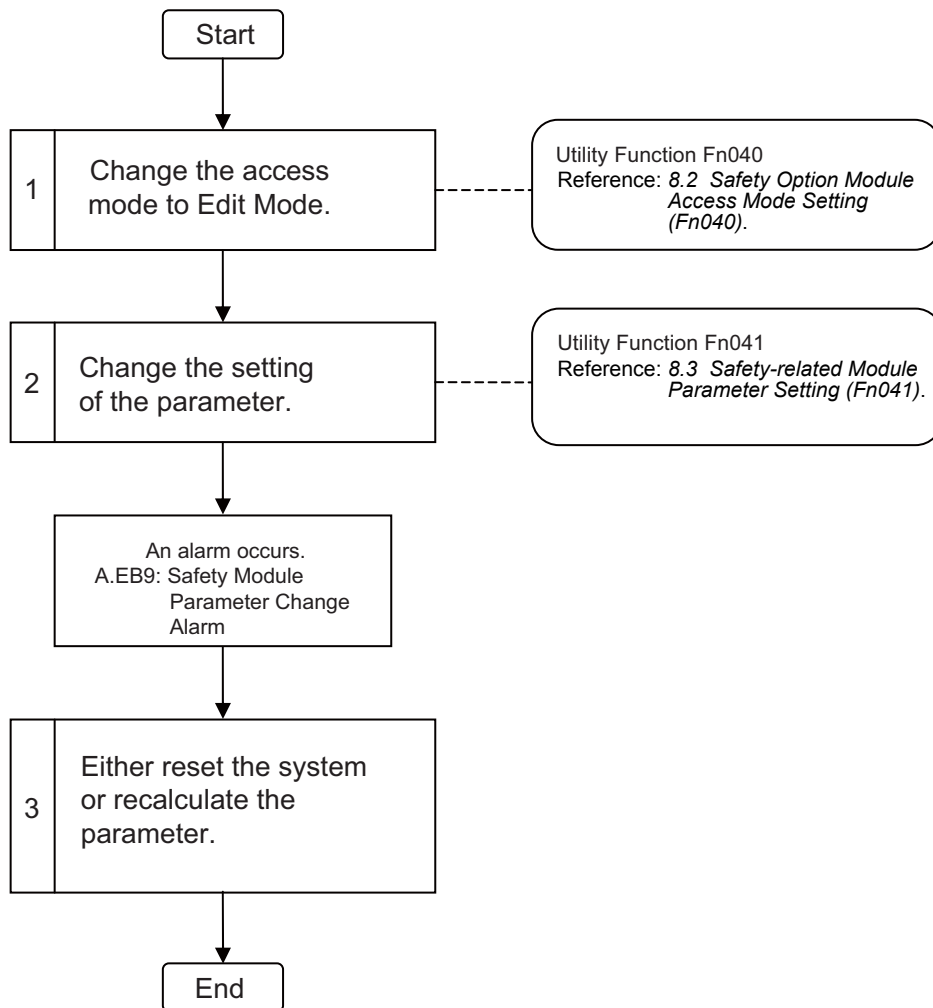 Start
1
Change the access
mode to Edit Mode.
Utility Function Fn040
Reference: 8.2 Safety Option Module
Access Mode Setting
(Fn040).
2
Change the setting
of the parameter.
Utility Function Fn041
Reference: 8.3 Safety-related Module
Parameter Setting (Fn041).
An alarm occurs.
A.EB9: Safety Module
Parameter Change
Alarm
3
Either reset the system
or recalculate the
parameter.
End